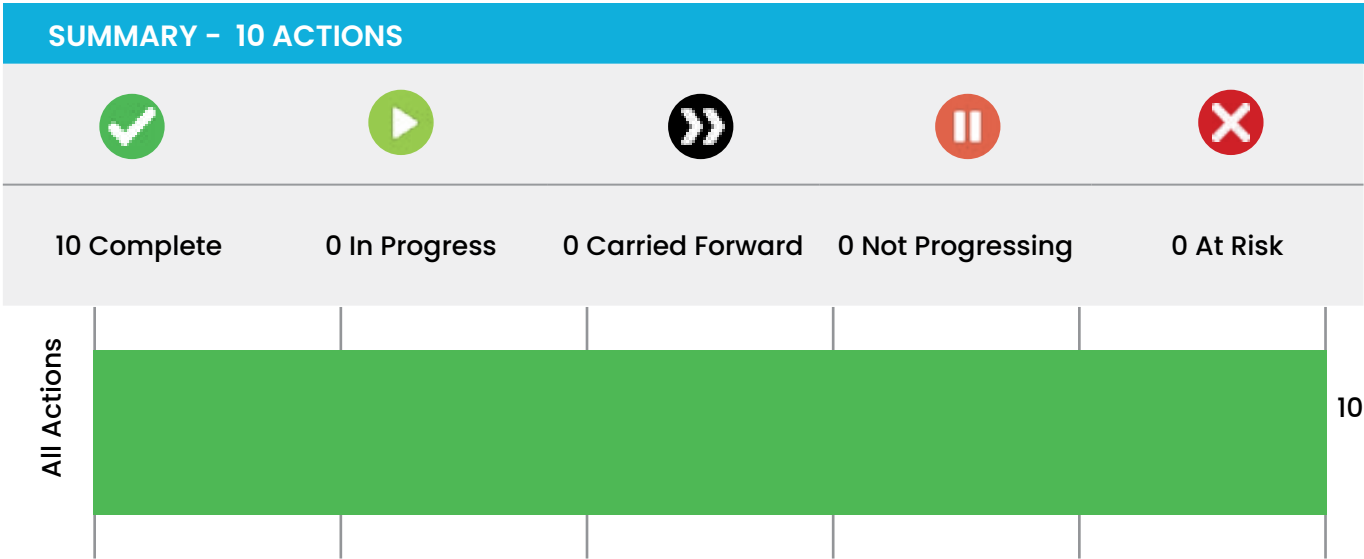 SUMMARY - 10 ACTIONS
10 Complete
0 In Progress
0 Carried Forward
0 Not Progressing
0 At Risk
All Actions
10